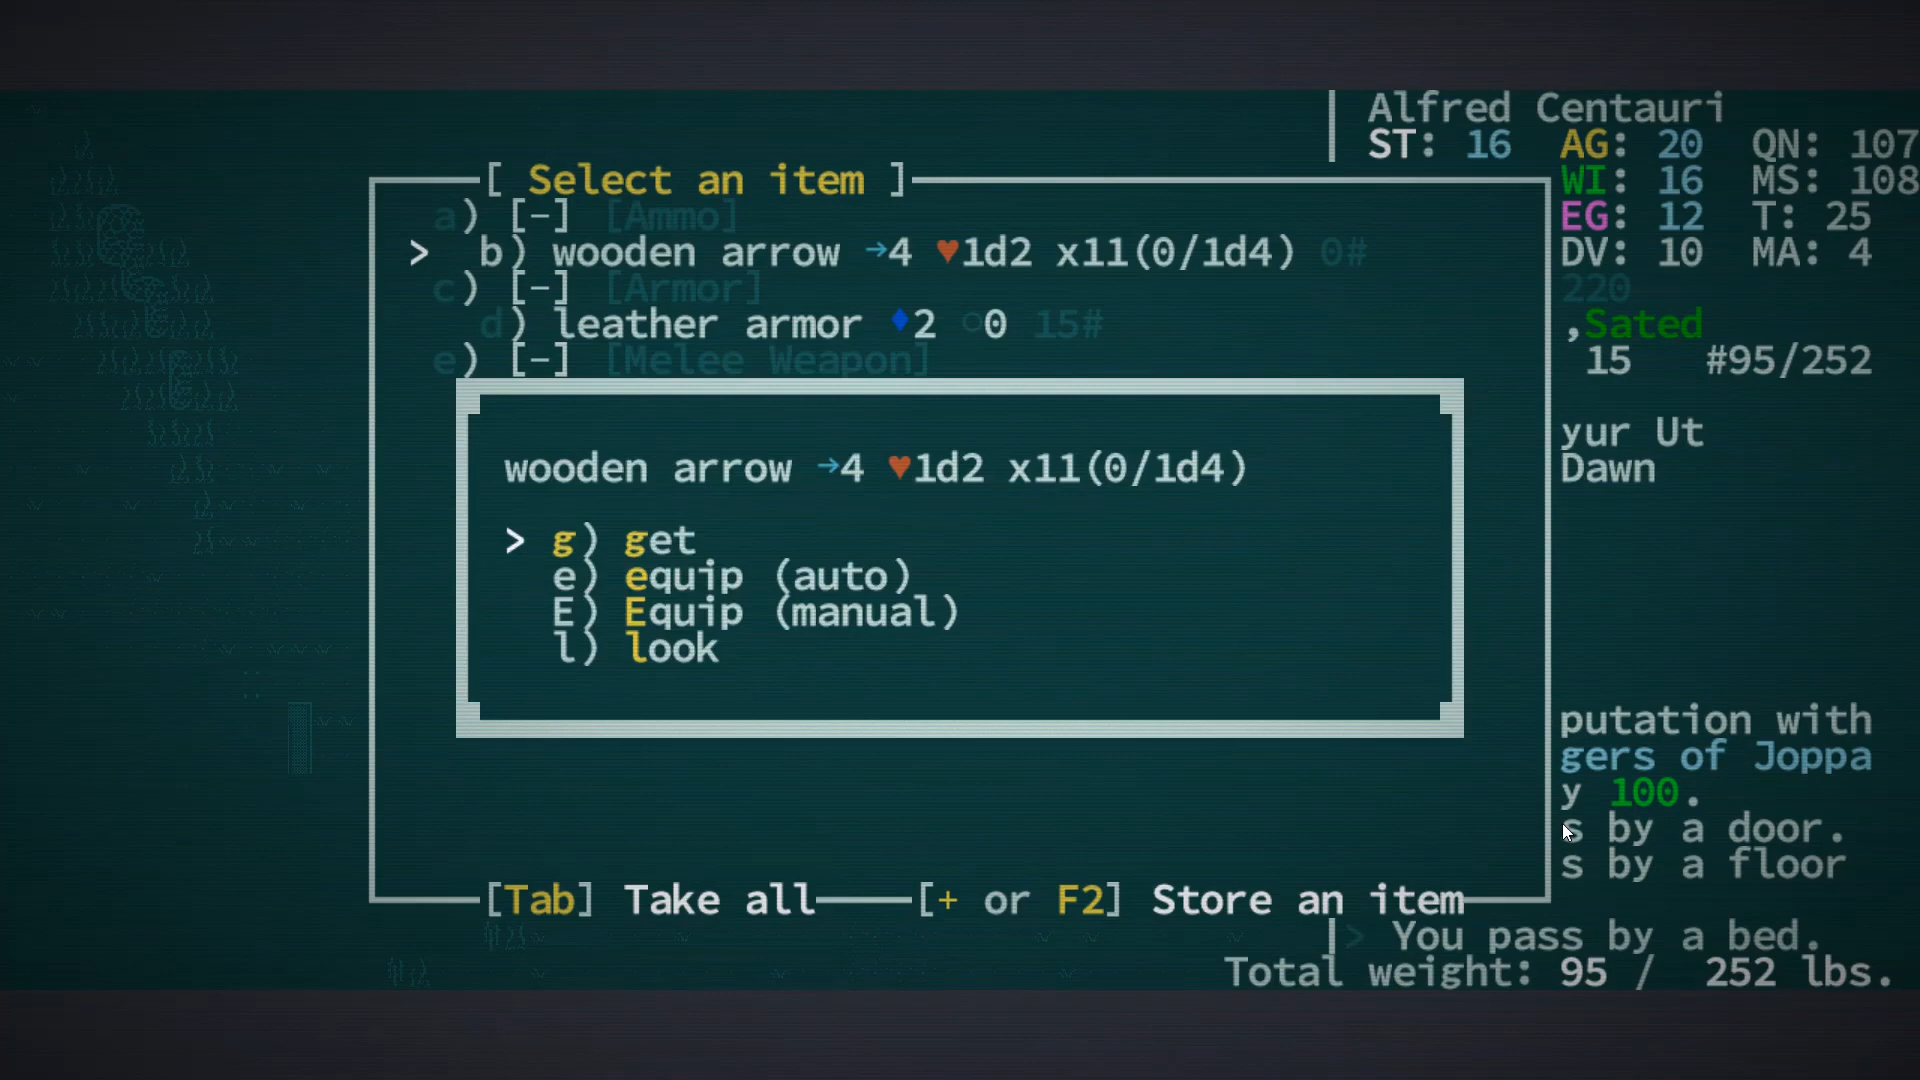 Alfred Centauri
ST: 16 AG: 20 QN: 107
[ Select an item ] WI: 16 MS: 108
a) [-] [Ammo] EG: 12 T: 25
> b) wooden arrow →4 ♥1d2 x11(0/1d4) 0# DV: 10 MA: 4
c) [-] [Armor] 220
d) leather armor ♦2 ○0 15# ,Sated
e) [-] [Melee Weapon] 15 #95/252
yur Ut
wooden arrow →4 ♥1d2 x11(0/1d4) Dawn
> g) get
e) equip (auto)
E) Equip (manual)
l) look
putation with
gers of Joppa
y 100.
s by a door.
s by a floor
[Tab] Take all [+ or F2] Store an item
> You pass by a bed.
Total weight: 95 / 252 lbs.